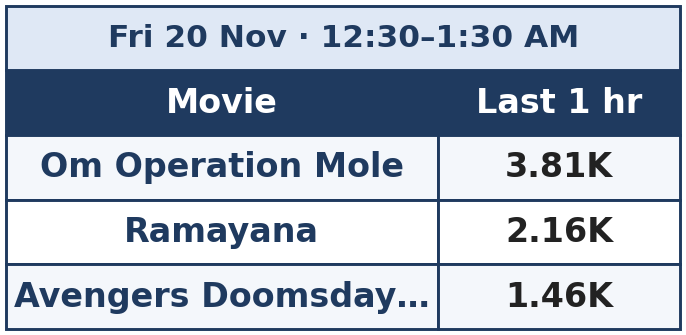 Fri 20 Nov · 12:30–1:30 AM
Movie Last 1 hr
Om Operation Mole 3.81K
Ramayana 2.16K
Avengers Doomsday... 1.46K